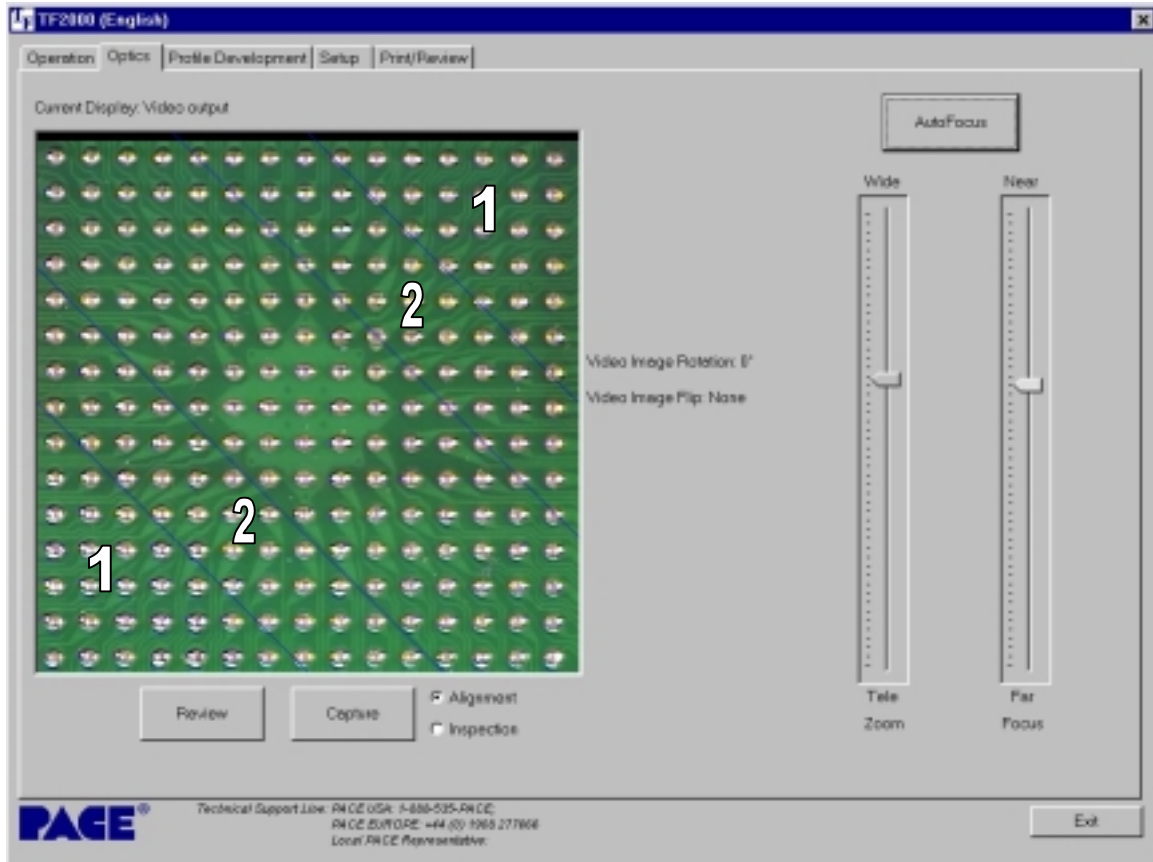 TF2000 (English)
Operation Optics Profile Development Setup Print/Review
Current Display: Video output
AutoFocus
Wide Near
1
2
Video Image Rotation: 0°
Video Image Flip: None
2
1
Tele Far
Zoom Focus
Review Capture Alignment
Inspection
PACE®
Technical Support Line: PACE USA: 1-888-535-PACE;
PACE EUROPE: +44 (0) 1908 277666
Local PACE Representative:
Exit